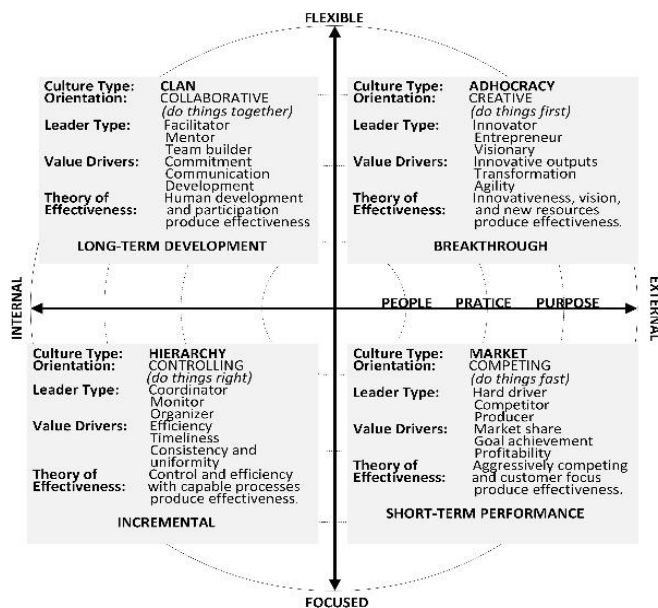 FLEXIBLE
Culture Type: CLAN
Orientation: COLLABORATIVE
(do things together)
Leader Type: Facilitator
Mentor
Team builder
Value Drivers: Commitment
Communication
Development
Theory of Human development
Effectiveness: and participation
produce effectiveness
LONG-TERM DEVELOPMENT
Culture Type: ADHOCRACY
Orientation: CREATIVE
(do things first)
Leader Type: Innovator
Entrepreneur
Visionary
Value Drivers: Innovative outputs
Transformation
Agility
Theory of Innovativeness, vision,
Effectiveness: and new resources
produce effectiveness.
BREAKTHROUGH
INTERNAL
PEOPLE PRATICE PURPOSE
EXTERNAL
Culture Type: HIERARCHY
Orientation: CONTROLLING
(do things right)
Leader Type: Coordinator
Monitor
Organizer
Value Drivers: Efficiency
Timeliness
Consistency and
uniformity
Theory of Control and efficiency
Effectiveness: with capable processes
produce effectiveness.
INCREMENTAL
Culture Type: MARKET
Orientation: COMPETING
(do things fast)
Leader Type: Hard driver
Competitor
Producer
Value Drivers: Market share
Goal achievement
Profitability
Theory of Aggressively competing
Effectiveness: and customer focus
produce effectiveness.
SHORT-TERM PERFORMANCE
FOCUSED